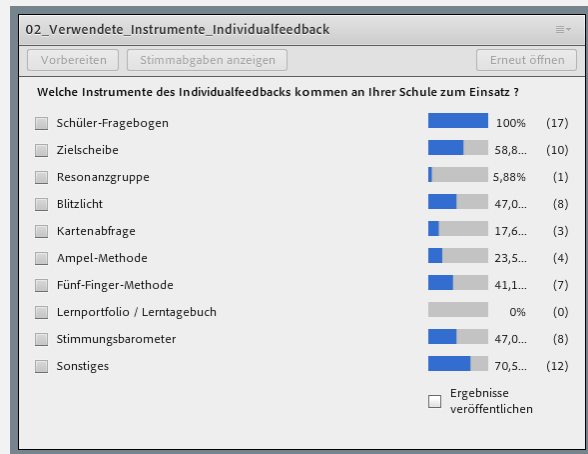 02_Verwendete_Instrumente_Individualfeedback
Vorbereiten Stimmabgaben anzeigen Erneut öffnen
Welche Instrumente des Individualfeedbacks kommen an Ihrer Schule zum Einsatz ?
Schüler-Fragebogen 100% (17)
Zielscheibe 58,8... (10)
Resonanzgruppe 5,88% (1)
Blitzlicht 47,0... (8)
Kartenabfrage 17,6... (3)
Ampel-Methode 23,5... (4)
Fünf-Finger-Methode 41,1... (7)
Lernportfolio / Lerntagebuch 0% (0)
Stimmungsbarometer 47,0... (8)
Sonstiges 70,5... (12)
Ergebnisse
veröffentlichen